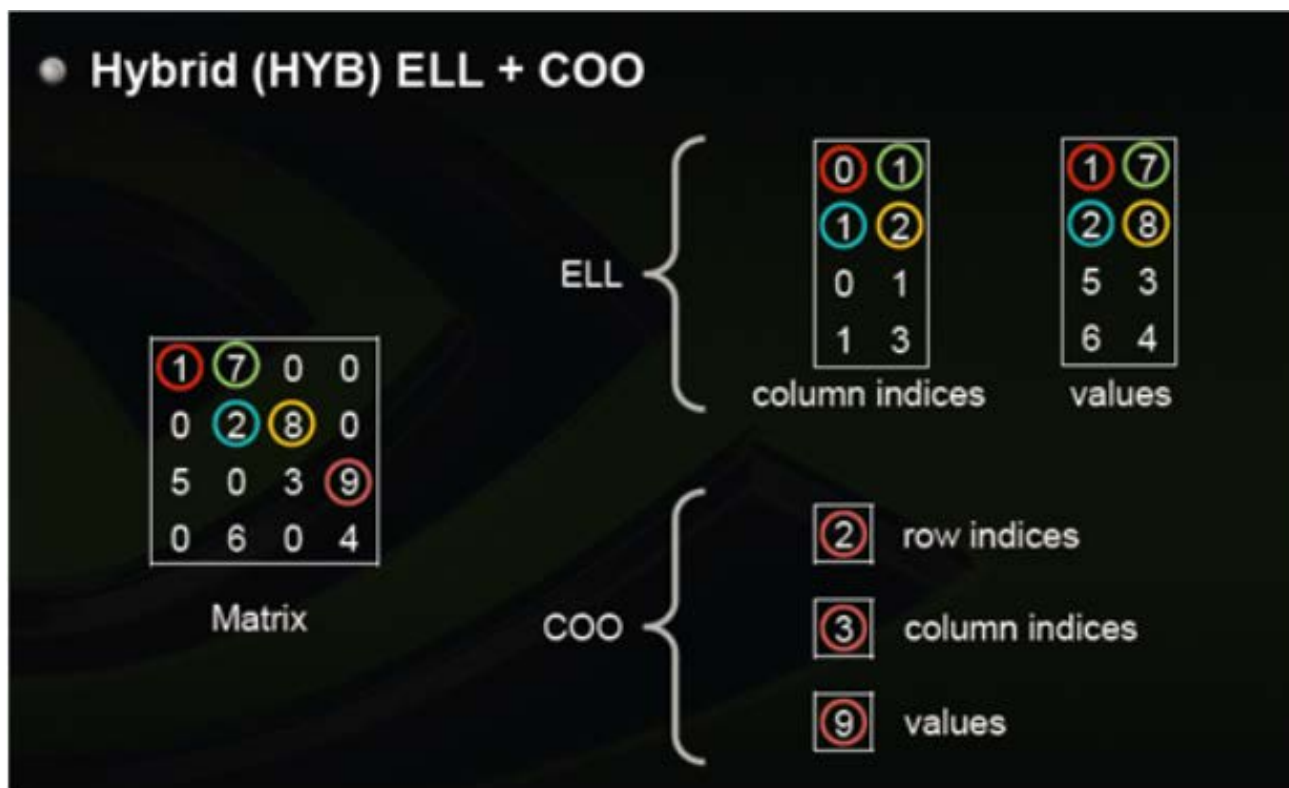 Hybrid (HYB) ELL + COO
ELL
0 1
1 2
0 1
1 3
column indices
1 7
2 8
5 3
6 4
values
1 7 0 0
0 2 8 0
5 0 3 9
0 6 0 4
Matrix
COO
2 row indices
3 column indices
9 values